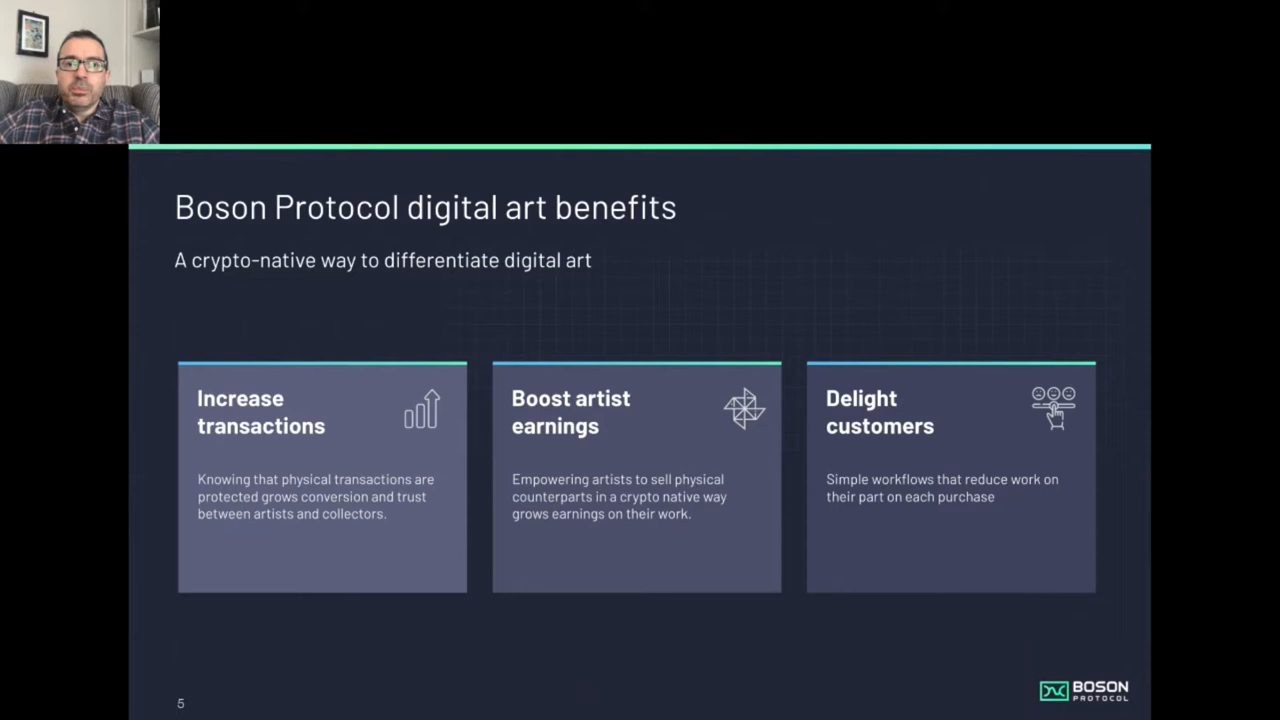 Boson Protocol digital art benefits
A crypto-native way to differentiate digital art
Increase
transactions
Knowing that physical transactions are
protected grows conversion and trust
between artists and collectors.
Boost artist
earnings
Empowering artists to sell physical
counterparts in a crypto native way
grows earnings on their work.
Delight
customers
Simple workflows that reduce work on
their part on each purchase
5
BOSON
PROTOCOL